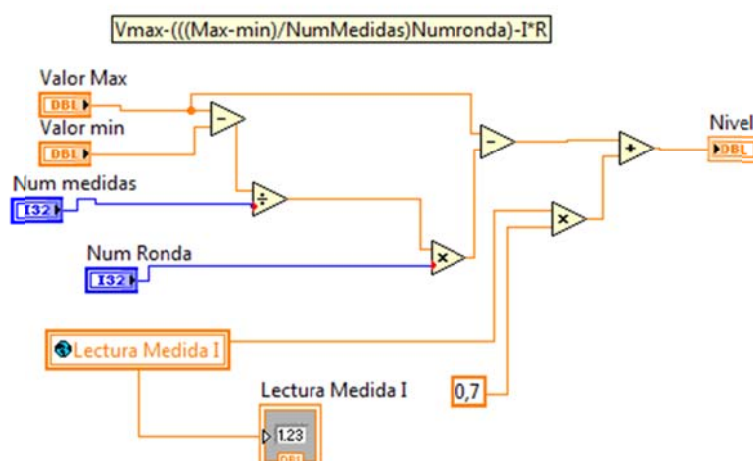 Vmax-(((Max-min)/NumMedidas)Numronda)-I*R
Valor Max
DBL
Valor min
DBL
Nivel
DBL
Num medidas
I32
Num Ronda
I32
Lectura Medida I
Lectura Medida I
0,7
1.23
DBL